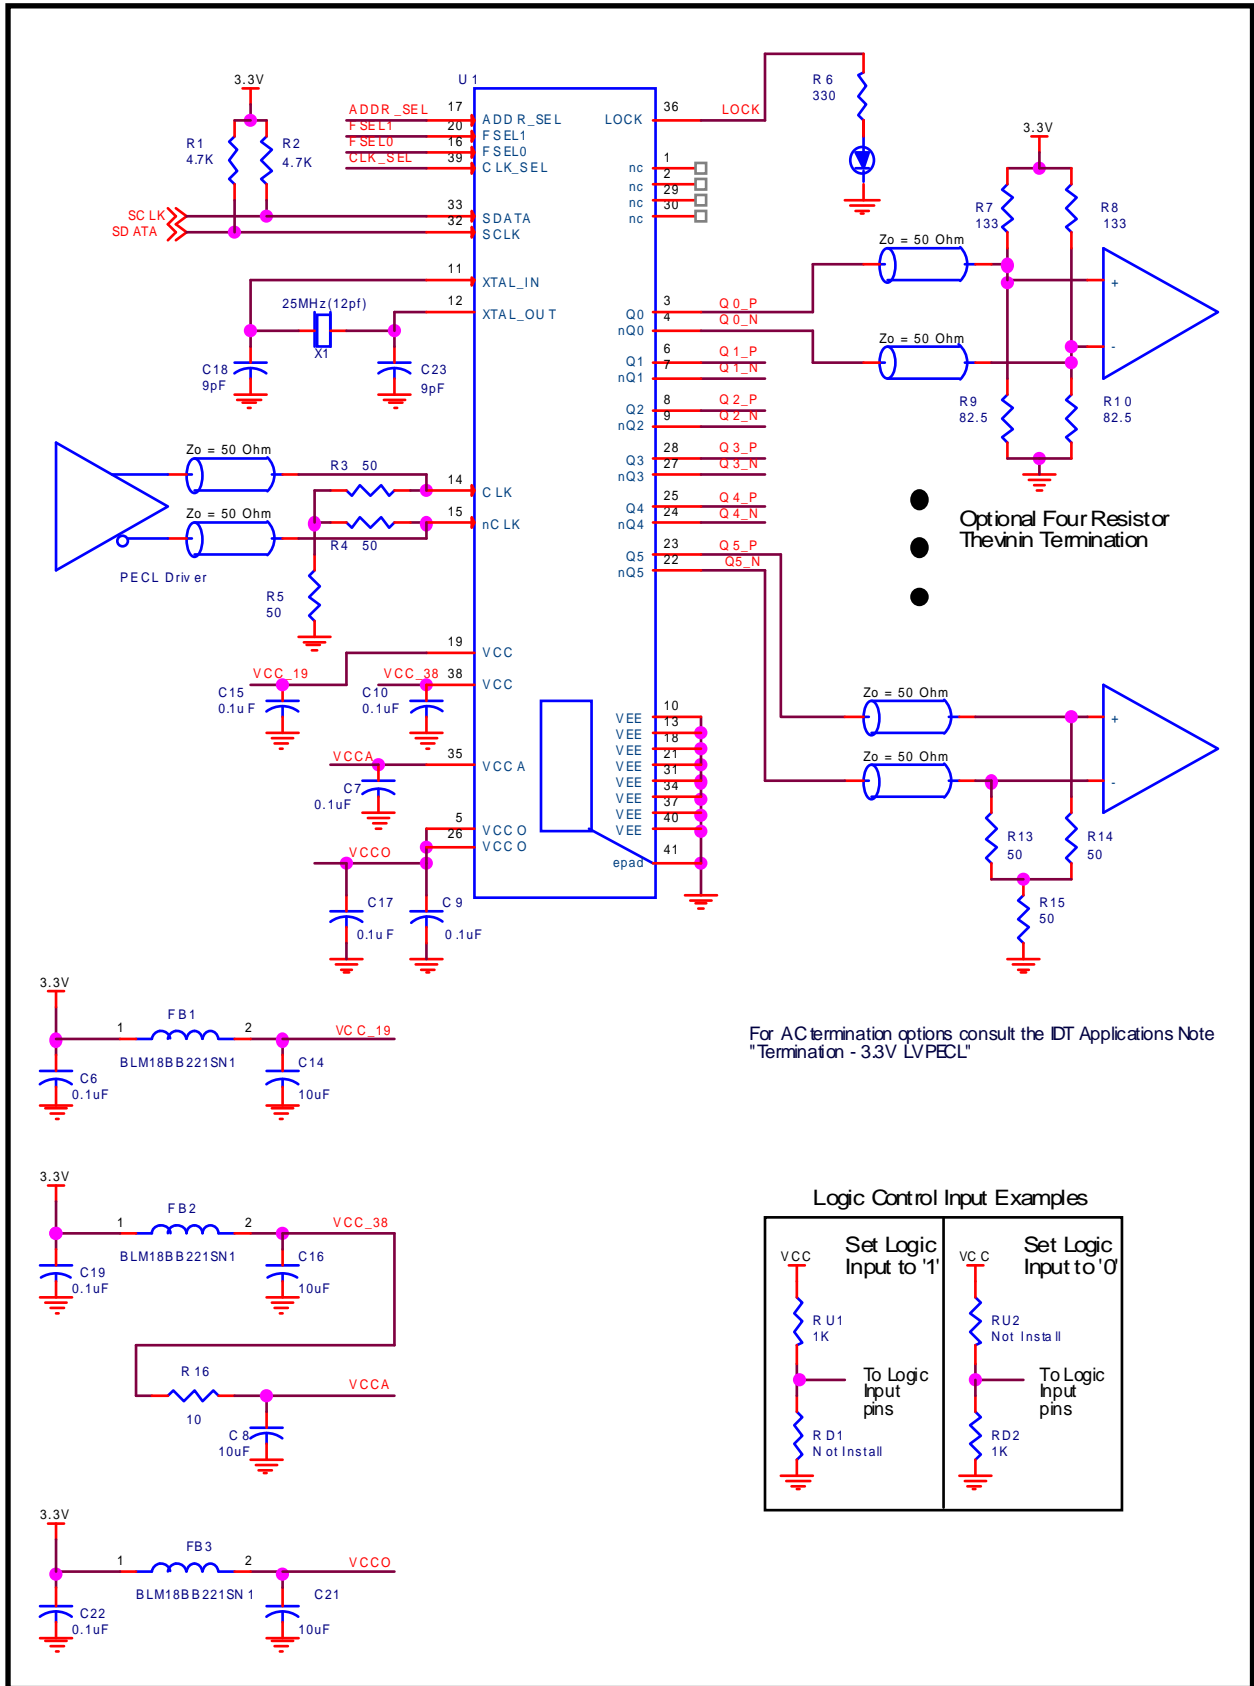 U1
3.3V
R1
4.7K
R2
4.7K
ADDR_SEL
FSEL1
FSEL0
CLK_SEL
17
20
16
39
ADDR_SEL
FSEL1
FSEL0
CLK_SEL
SCLK
SDATA
33
32
SDATA
SCLK
11
12
XTAL_IN
XTAL_OUT
25MHz(12pf)
X1
C18
9pF
C23
9pF
Zo = 50 Ohm
Zo = 50 Ohm
R3 50
R4 50
14
15
CLK
nCLK
PECL Driver
R5
50
19
38
VCC
VCC
VCC_19
VCC_38
C15
0.1uF
C10
0.1uF
VCCA
35
VCCA
C7
0.1uF
5
26
VCCO
VCCO
VCCO
C17
0.1uF
C9
0.1uF
LOCK
36
LOCK
R6
330
nc
nc
nc
nc
1
2
29
30
Q0
nQ0
3
4
Q0_P
Q0_N
Q1
nQ1
6
7
Q1_P
Q1_N
Q2
nQ2
8
9
Q2_P
Q2_N
Q3
nQ3
28
27
Q3_P
Q3_N
Q4
nQ4
25
24
Q4_P
Q4_N
Q5
nQ5
23
22
Q5_P
Q5_N
VEE
VEE
VEE
VEE
VEE
VEE
VEE
VEE
epad
10
13
18
21
31
34
37
40
41
3.3V
R7
133
R8
133
Zo = 50 Ohm
Zo = 50 Ohm
+
-
R9
82.5
R10
82.5
Optional Four Resistor
Thevinin Termination
Zo = 50 Ohm
Zo = 50 Ohm
+
-
R13
50
R14
50
R15
50
3.3V
FB1
1
2
BLM18BB221SN1
VCC_19
C6
0.1uF
C14
10uF
For AC termination options consult the IDT Applications Note
"Termination - 3.3V LVPECL"
3.3V
FB2
1
2
BLM18BB221SN1
VCC_38
C19
0.1uF
C16
10uF
R16
10
VCCA
C8
10uF
3.3V
FB3
1
2
BLM18BB221SN1
VCCO
C22
0.1uF
C21
10uF
Logic Control Input Examples
VCC
Set Logic
Input to '1'
RU1
1K
To Logic
Input
pins
RD1
Not Install
VCC
Set Logic
Input to '0'
RU2
Not Install
To Logic
Input
pins
RD2
1K